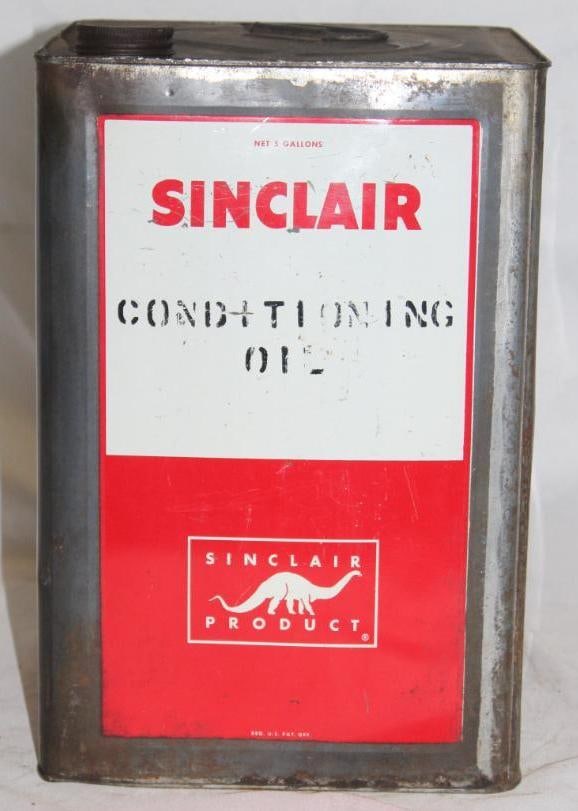 NET 5 GALLONS
SINCLAIR
CONDITIONING
OIL
SINCLAIR
PRODUCT
®
REG. U.S. PAT. OFF.